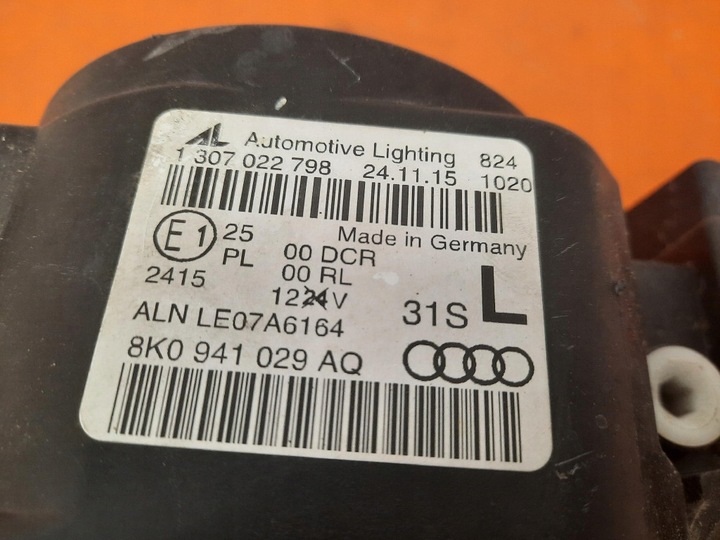 AL Automotive Lighting 824
1 307 022 798 24.11.15 1020
E1 25 Made in Germany
PL 00 DCR
2415 00 RL
12 24 V
ALN LE07A6164 31S L
8K0 941 029 AQ